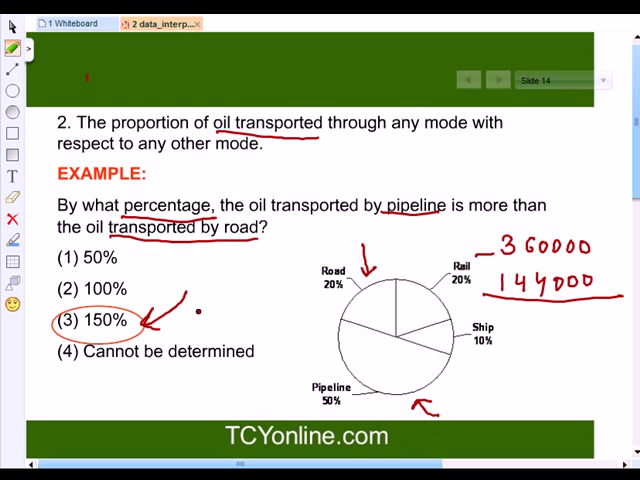 1 Whiteboard
2 data_interp...
Slide 14
2. The proportion of oil transported through any mode with
respect to any other mode.
EXAMPLE:
By what percentage, the oil transported by pipeline is more than
the oil transported by road?
(1) 50%
(2) 100%
(3) 150%
(4) Cannot be determined
360000
144000
Road
20%
Rail
20%
Ship
10%
Pipeline
50%
TCYonline.com